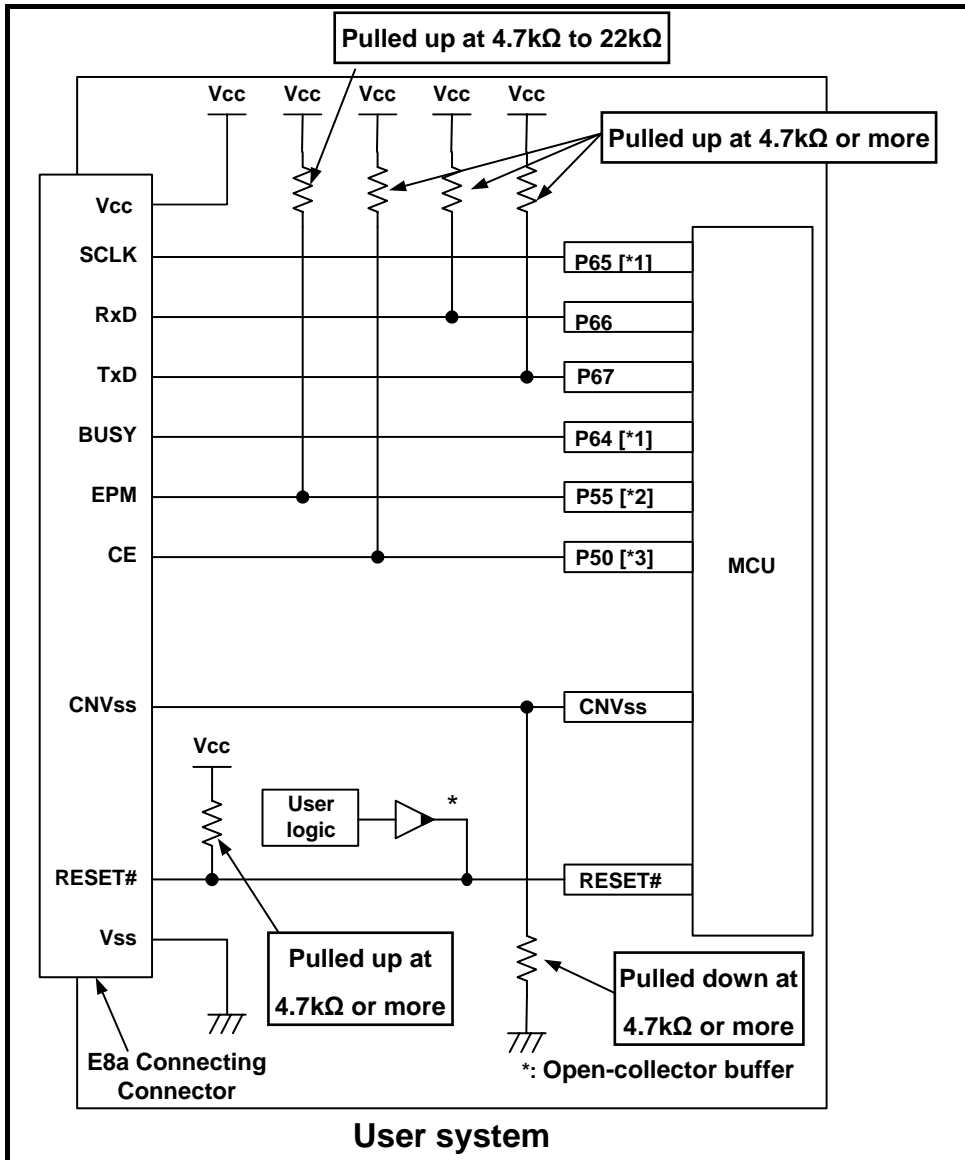 Pulled up at 4.7kΩ to 22kΩ
Vcc Vcc Vcc Vcc Vcc
Pulled up at 4.7kΩ or more
Vcc
SCLK P65 [*1]
RxD P66
TxD P67
BUSY P64 [*1]
EPM P55 [*2]
CE P50 [*3]
MCU
CNVss CNVss
Vcc
User
logic
*
RESET# RESET#
Vss
Pulled up at
4.7kΩ or more
Pulled down at
4.7kΩ or more
E8a Connecting
Connector
*: Open-collector buffer
User system